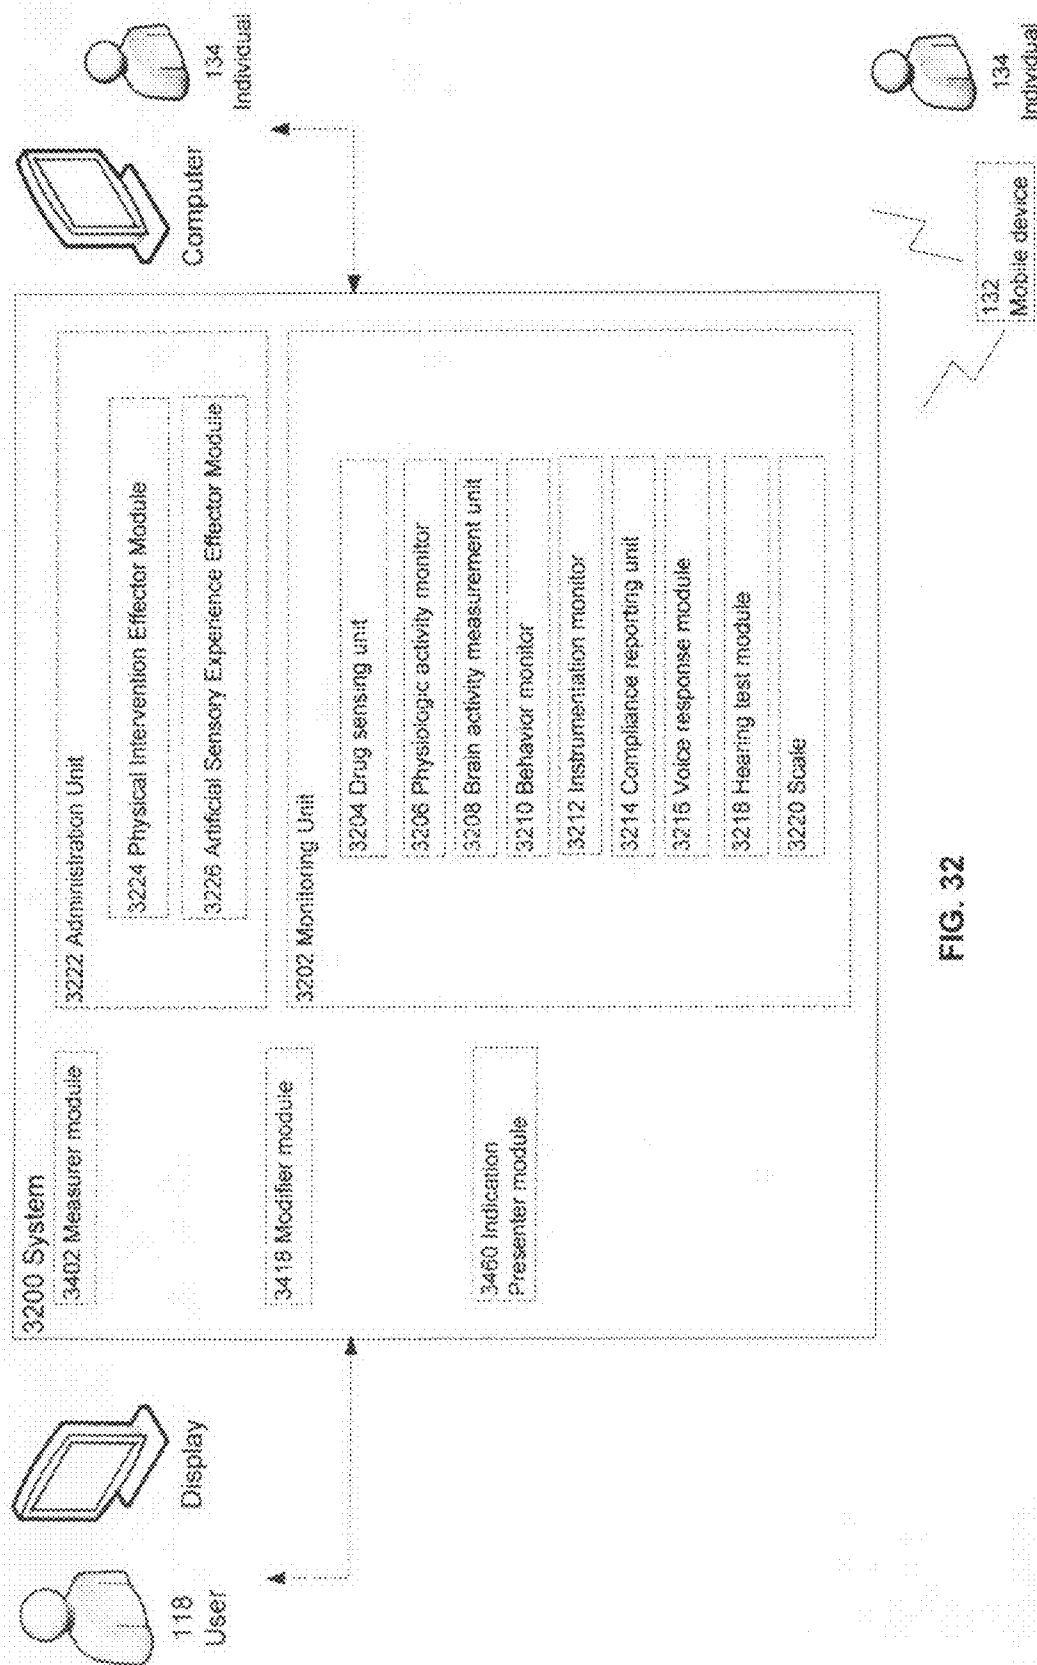 118
User
Display
3200 System
3402 Measurer module
3418 Modifier module
3460 Indication
Presenter module
3222 Administration Unit
3224 Physical Intervention Effector Module
3226 Artificial Sensory Experience Effector Module
3202 Monitoring Unit
3204 Drug sensing unit
3206 Physiologic activity monitor
3208 Brain activity measurement unit
3210 Behavior monitor
3212 Instrumentation monitor
3214 Compliance reporting unit
3216 Voice response module
3218 Hearing test module
3220 Scale
Computer
134
Individual
132
Mobile device
134
Individual
FIG. 32